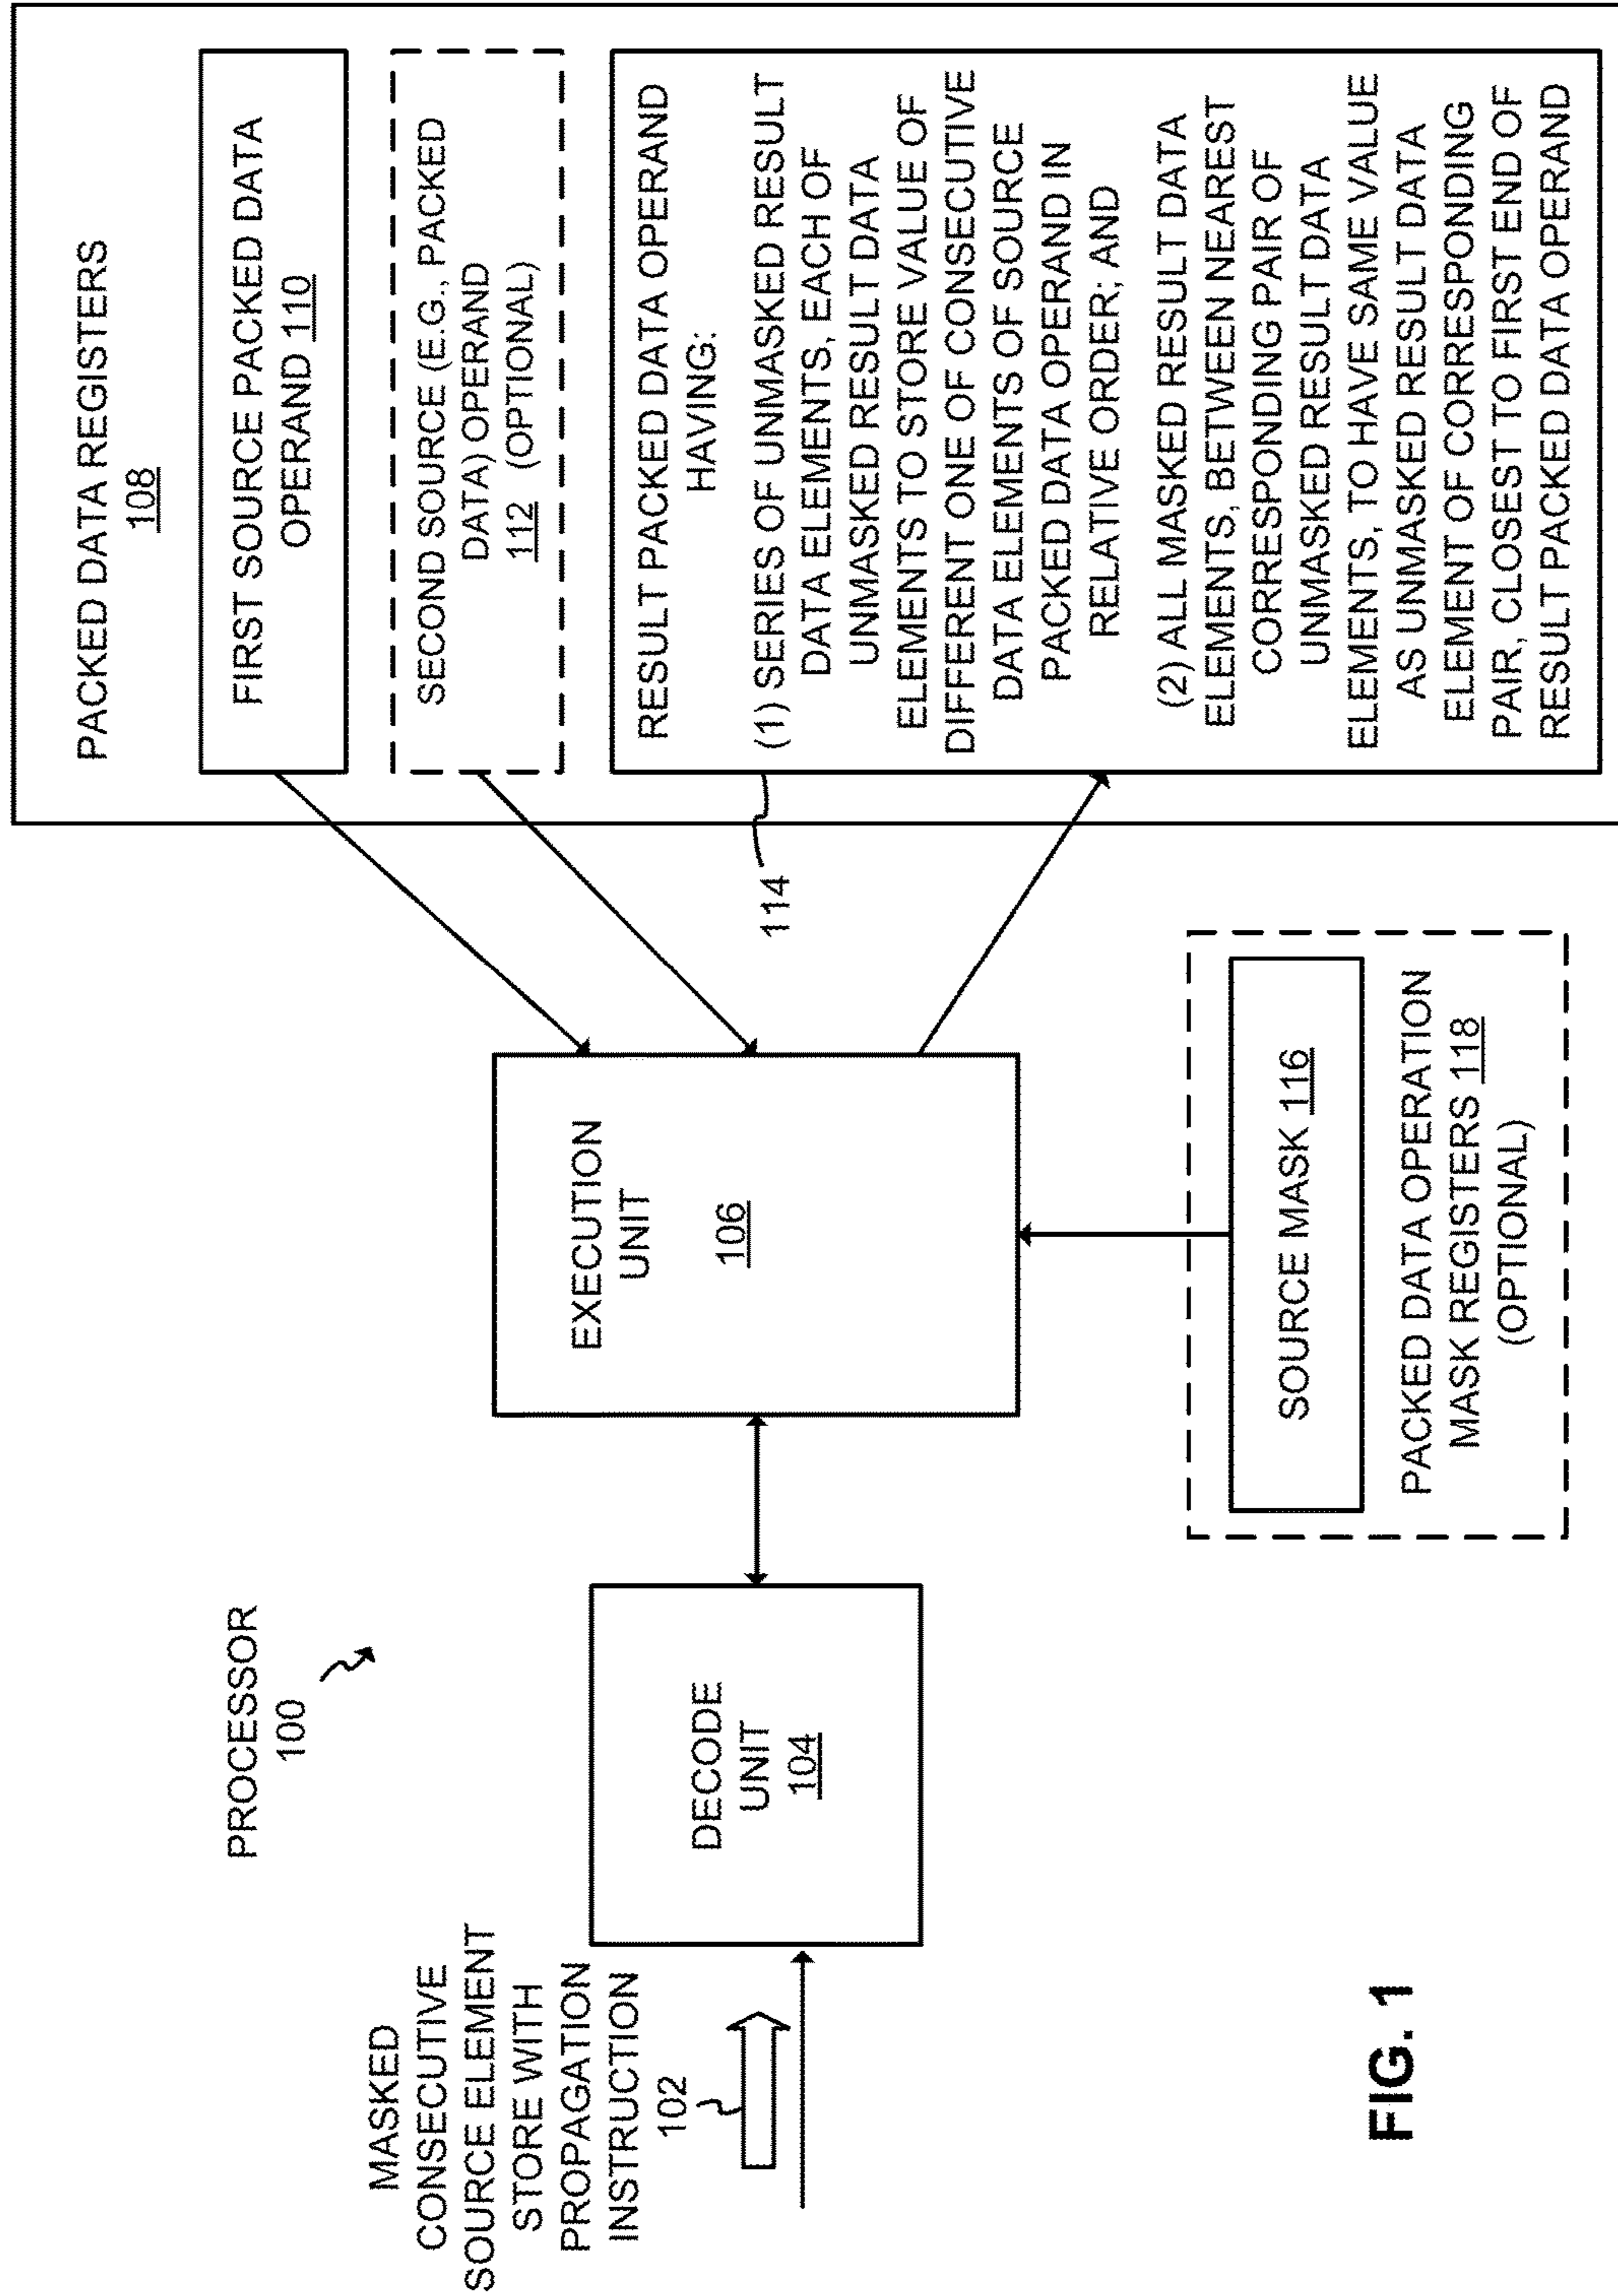 PROCESSOR
100
MASKED
CONSECUTIVE
SOURCE ELEMENT
STORE WITH
PROPAGATION
INSTRUCTION
102
DECODE
UNIT
104
EXECUTION
UNIT
106
SOURCE MASK 116
PACKED DATA OPERATION
MASK REGISTERS 118
(OPTIONAL)
PACKED DATA REGISTERS
108
FIRST SOURCE PACKED DATA
OPERAND 110
SECOND SOURCE (E.G., PACKED
DATA) OPERAND
112 (OPTIONAL)
114
RESULT PACKED DATA OPERAND
HAVING:
(1) SERIES OF UNMASKED RESULT
DATA ELEMENTS, EACH OF
UNMASKED RESULT DATA
ELEMENTS TO STORE VALUE OF
DIFFERENT ONE OF CONSECUTIVE
DATA ELEMENTS OF SOURCE
PACKED DATA OPERAND IN
RELATIVE ORDER; AND
(2) ALL MASKED RESULT DATA
ELEMENTS, BETWEEN NEAREST
CORRESPONDING PAIR OF
UNMASKED RESULT DATA
ELEMENTS, TO HAVE SAME VALUE
AS UNMASKED RESULT DATA
ELEMENT OF CORRESPONDING
PAIR, CLOSEST TO FIRST END OF
RESULT PACKED DATA OPERAND
FIG. 1